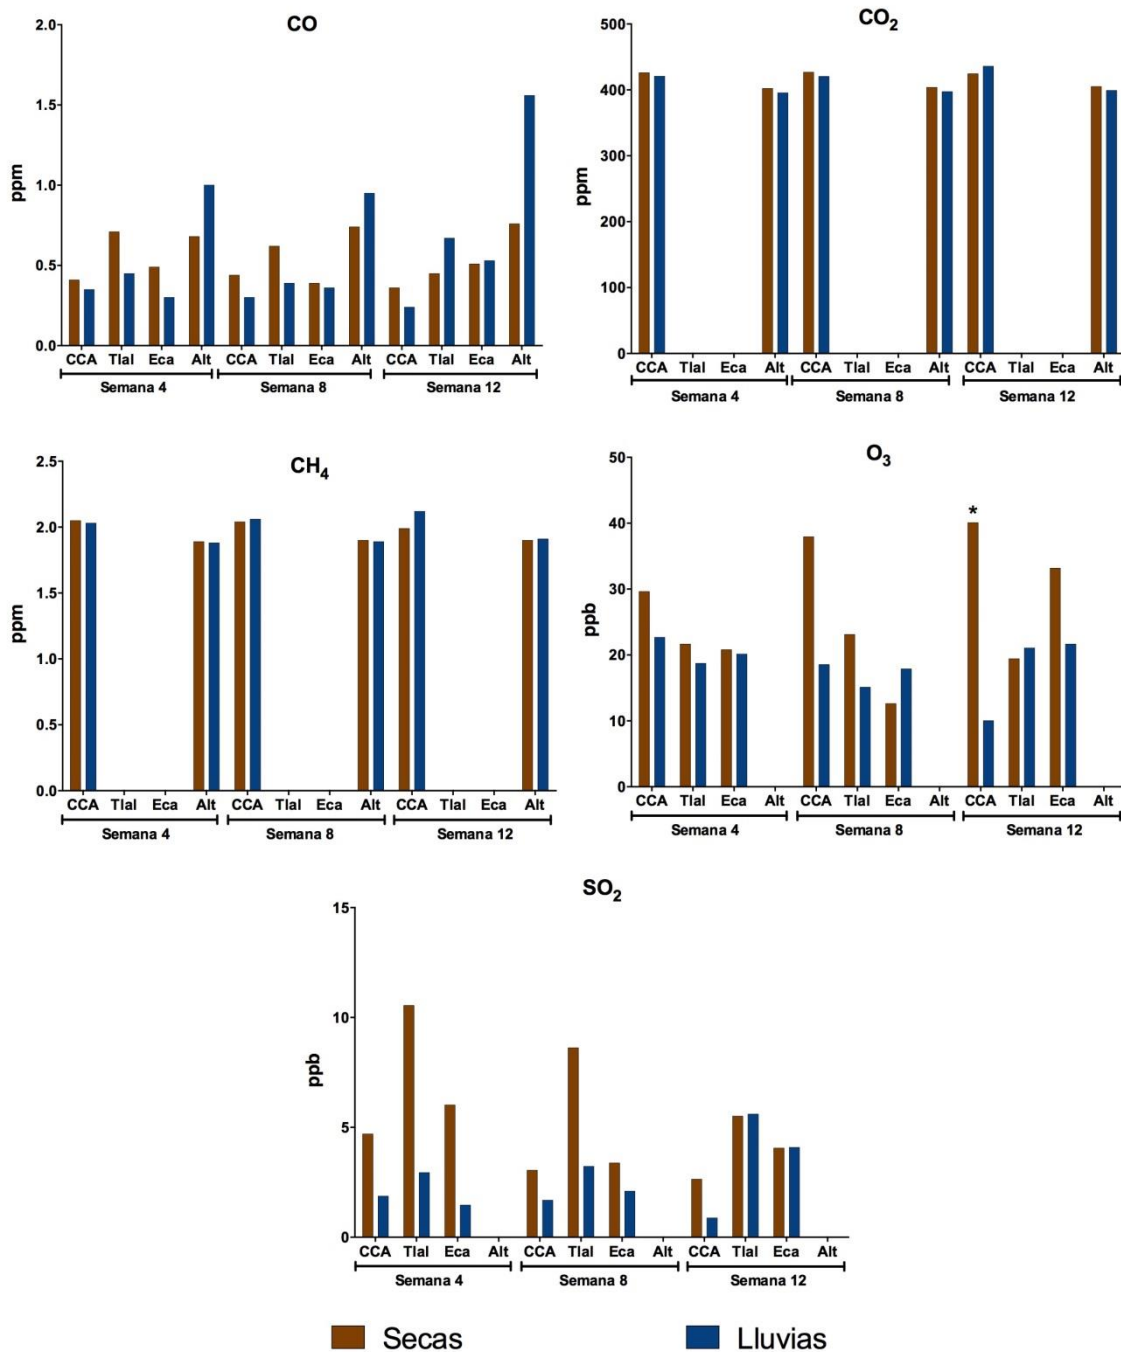 CO
2.0
1.5
1.0
0.5
0.0
ppm
CCA Tlal Eca Alt CCA Tlal Eca Alt CCA Tlal Eca Alt
Semana 4 Semana 8 Semana 12
CO₂
500
400
300
200
100
0
ppm
CCA Tlal Eca Alt CCA Tlal Eca Alt CCA Tlal Eca Alt
Semana 4 Semana 8 Semana 12
CH₄
2.5
2.0
1.5
1.0
0.5
0.0
ppm
CCA Tlal Eca Alt CCA Tlal Eca Alt CCA Tlal Eca Alt
Semana 4 Semana 8 Semana 12
O₃
50
40
30
20
10
0
ppb
*
CCA Tlal Eca Alt CCA Tlal Eca Alt CCA Tlal Eca Alt
Semana 4 Semana 8 Semana 12
SO₂
15
10
5
0
ppb
CCA Tlal Eca Alt CCA Tlal Eca Alt CCA Tlal Eca Alt
Semana 4 Semana 8 Semana 12
Secas Lluvias